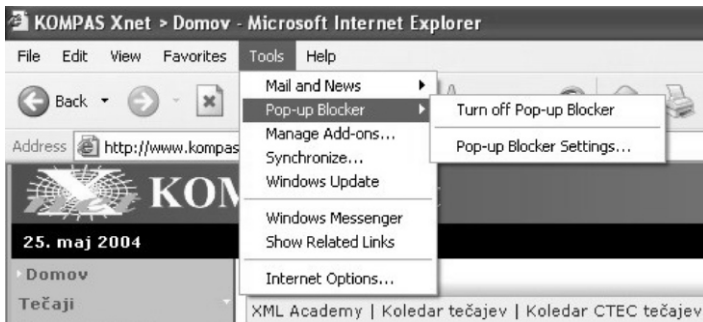 KOMPAS Xnet > Domov - Microsoft Internet Explorer
File Edit View Favorites Tools Help
Mail and News
Back
Pop-up Blocker
Turn off Pop-up Blocker
Manage Add-ons...
Address http://www.kompas
Synchronize...
Pop-up Blocker Settings...
Windows Update
KOM
Windows Messenger
25. maj 2004
Show Related Links
Domov
Internet Options...
Tečaji
XML Academy | Koledar tečajev | Koledar CTEC tečajev